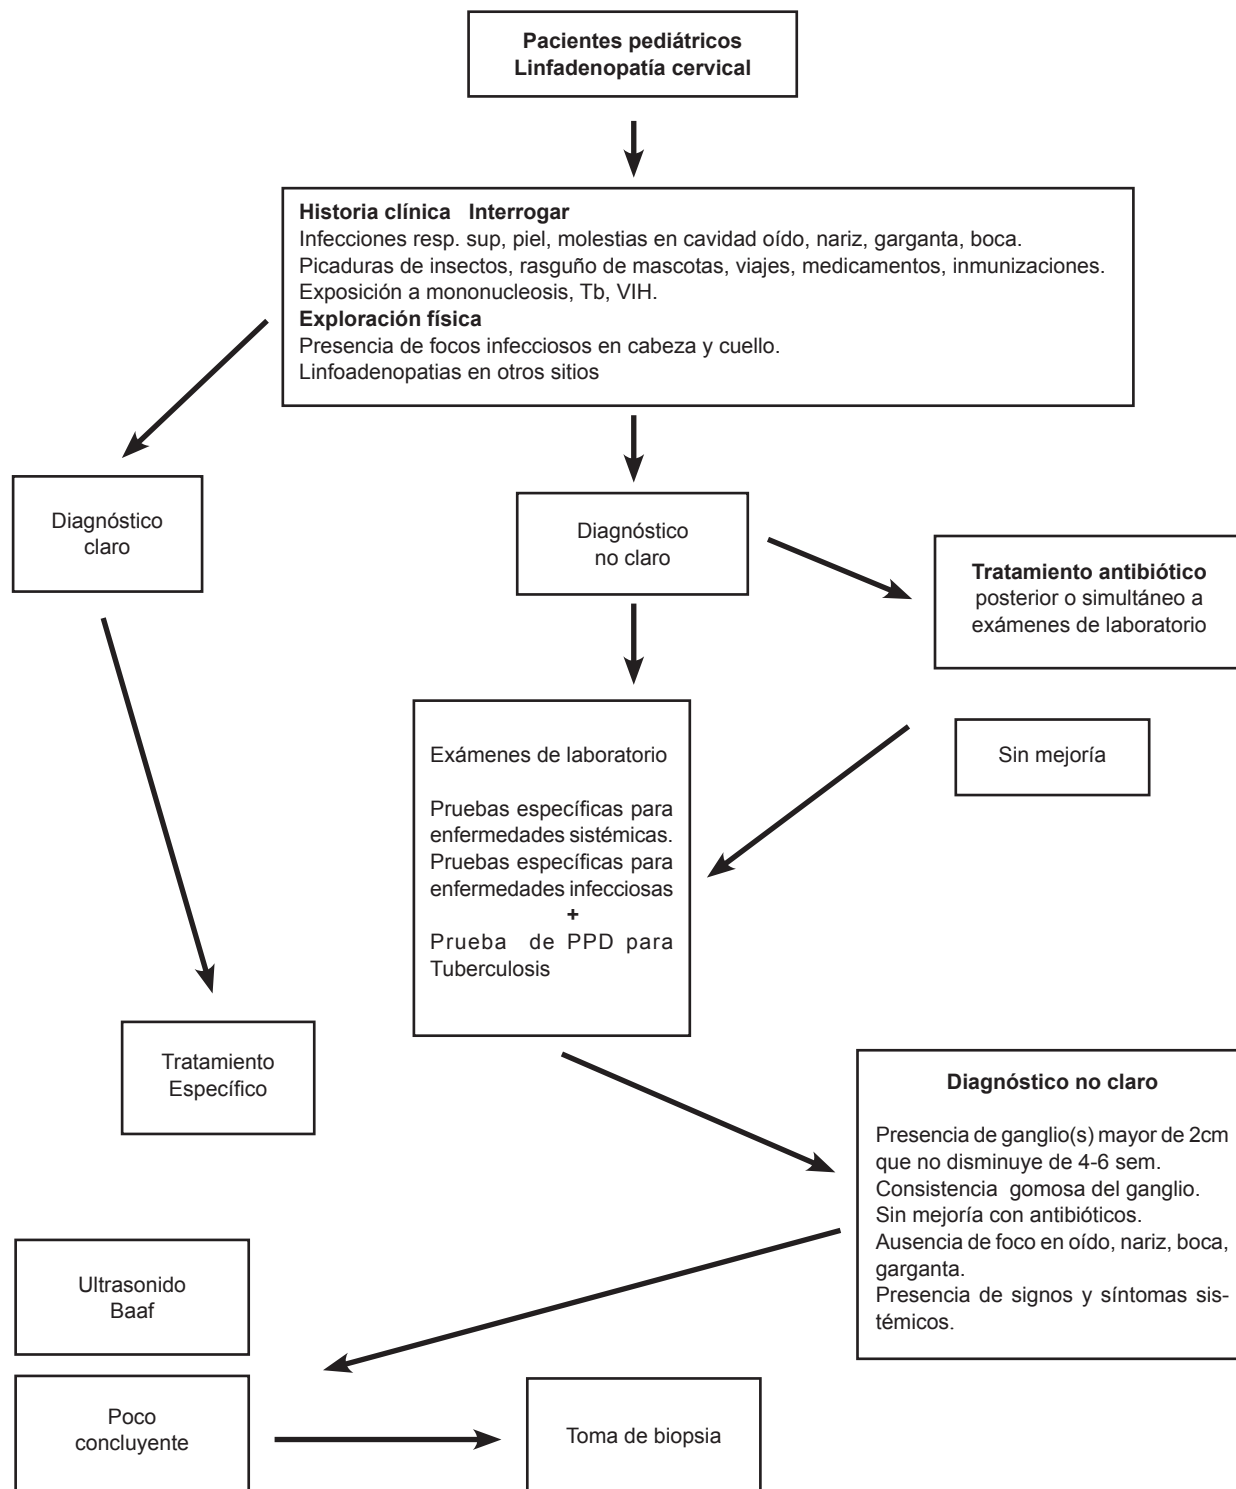 Pacientes pediátricos
Linfadenopatía cervical
Historia clínica   Interrogar
Infecciones resp. sup, piel, molestias en cavidad oído, nariz, garganta, boca.
Picaduras de insectos, rasguño de mascotas, viajes, medicamentos, inmunizaciones.
Exposición a mononucleosis, Tb, VIH.
Exploración física
Presencia de focos infecciosos en cabeza y cuello.
Linfoadenopatias en otros sitios
Diagnóstico
claro
Diagnóstico
no claro
Tratamiento antibiótico
posterior o simultáneo a
exámenes de laboratorio
Sin mejoría
Exámenes de laboratorio
Pruebas específicas para
enfermedades sistémicas.
Pruebas específicas para
enfermedades infecciosas
+
Prueba de PPD para
Tuberculosis
Tratamiento
Específico
Diagnóstico no claro
Presencia de ganglio(s) mayor de 2cm
que no disminuye de 4-6 sem.
Consistencia gomosa del ganglio.
Sin mejoría con antibióticos.
Ausencia de foco en oído, nariz, boca,
garganta.
Presencia de signos y síntomas sis-
témicos.
Ultrasonido
Baaf
Poco
concluyente
Toma de biopsia